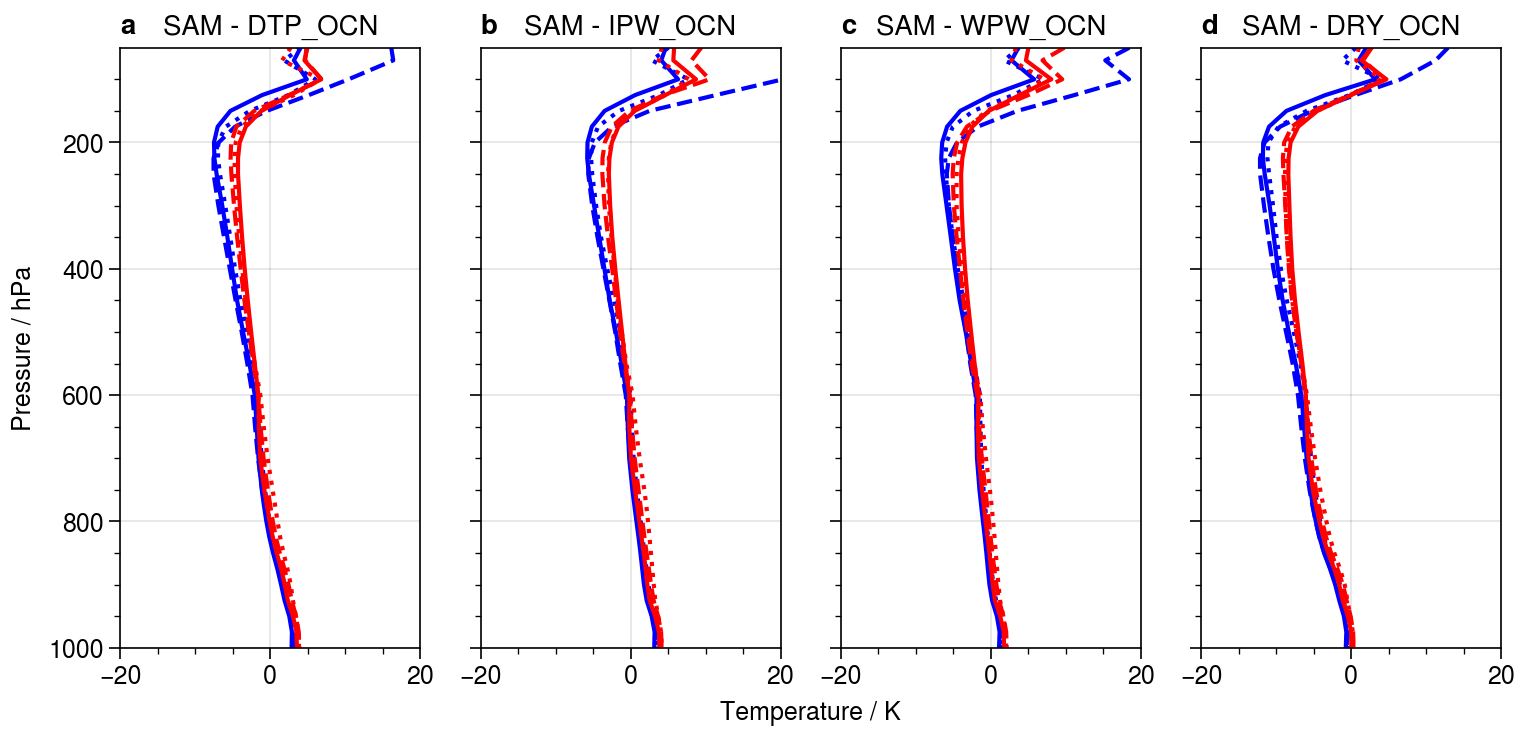 a SAM - DTP_OCN
b SAM - IPW_OCN
c SAM - WPW_OCN
d SAM - DRY_OCN
Pressure / hPa
200
400
600
800
1000
−20 0 20
−20 0 20
−20 0 20
−20 0 20
Temperature / K